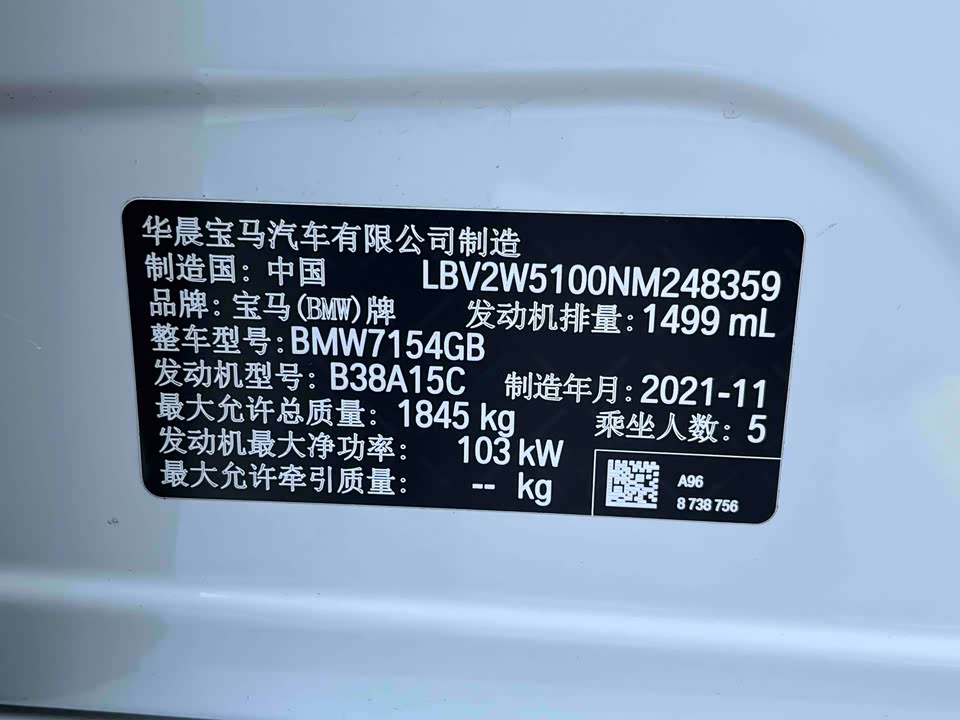 华晨宝马汽车有限公司制造
制造国：中国 LBV2W5100NM248359
品牌：宝马(BMW)牌 发动机排量：1499 mL
整车型号：BMW7154GB
发动机型号：B38A15C 制造年月：2021-11
最大允许总质量：1845 kg 乘坐人数：5
发动机最大净功率：103 kW
最大允许牵引质量：-- kg
A96
8 738 756